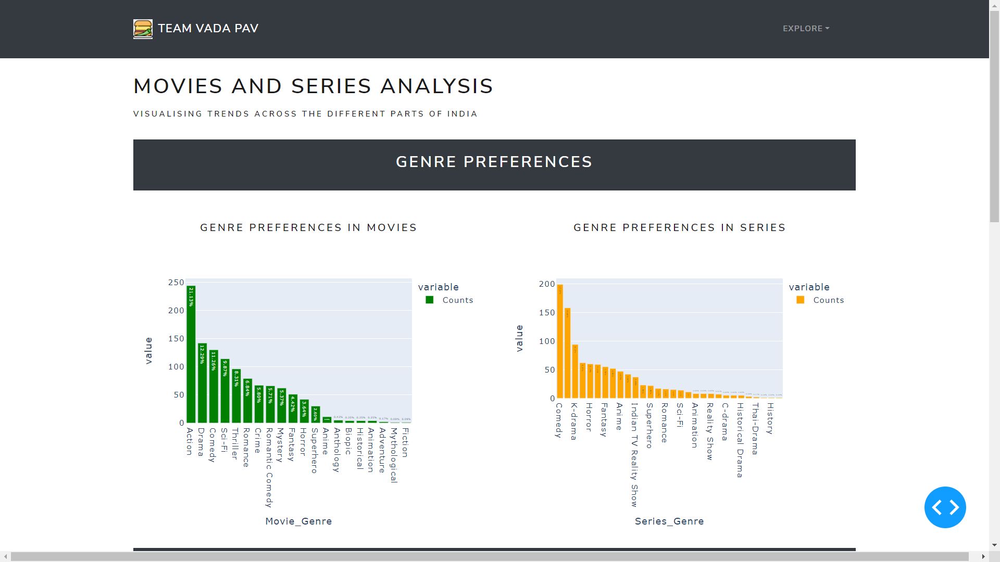 TEAM VADA PAV
EXPLORE
MOVIES AND SERIES ANALYSIS
VISUALISING TRENDS ACROSS THE DIFFERENT PARTS OF INDIA
GENRE PREFERENCES
GENRE PREFERENCES IN MOVIES
250
200
150
100
50
0
value
21.13%
12.29%
11.26%
9.87%
8.31%
6.84%
5.80%
5.71%
5.37%
4.42%
3.64%
2.60%
0.43%
0.35%
0.35%
0.35%
0.17%
0.09%
0.09%
Action
Drama
Comedy
Sci-Fi
Thriller
Romance
Crime
Romantic Comedy
Mystery
Fantasy
Horror
Superhero
Anime
Anthology
Biopic
Historical
Animation
Adventure
Mythological
Fiction
Movie_Genre
variable
Counts
GENRE PREFERENCES IN SERIES
200
150
100
50
0
value
Comedy
K-drama
Horror
Fantasy
Anime
Indian TV Reality Show
Superhero
Romance
Sci-Fi
Animation
Reality Show
C-drama
Historical Drama
Thai-Drama
History
Series_Genre
variable
Counts